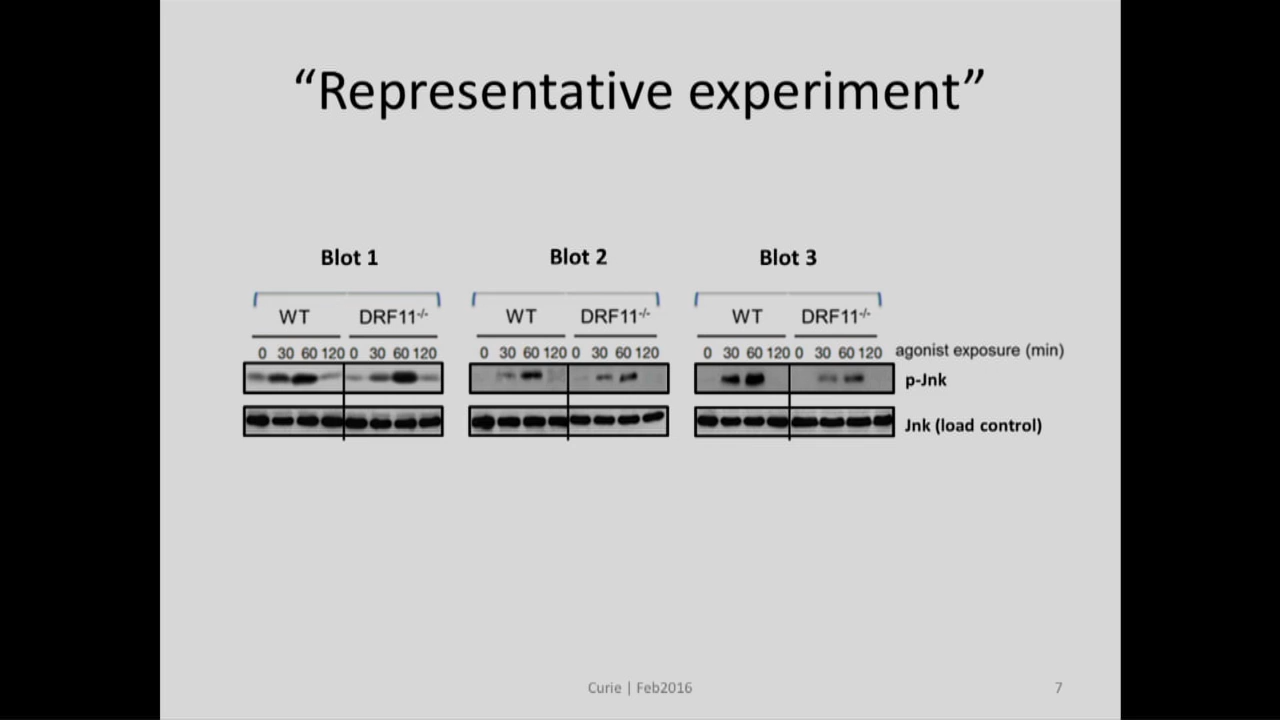 “Representative experiment”
Blot 1 Blot 2 Blot 3
WT DRF11-/- WT DRF11-/- WT DRF11-/-
0 30 60 120 0 30 60 120 0 30 60 120 0 30 60 120 0 30 60 120 0 30 60 120 agonist exposure (min)
p-Jnk
Jnk (load control)
Curie | Feb2016 7